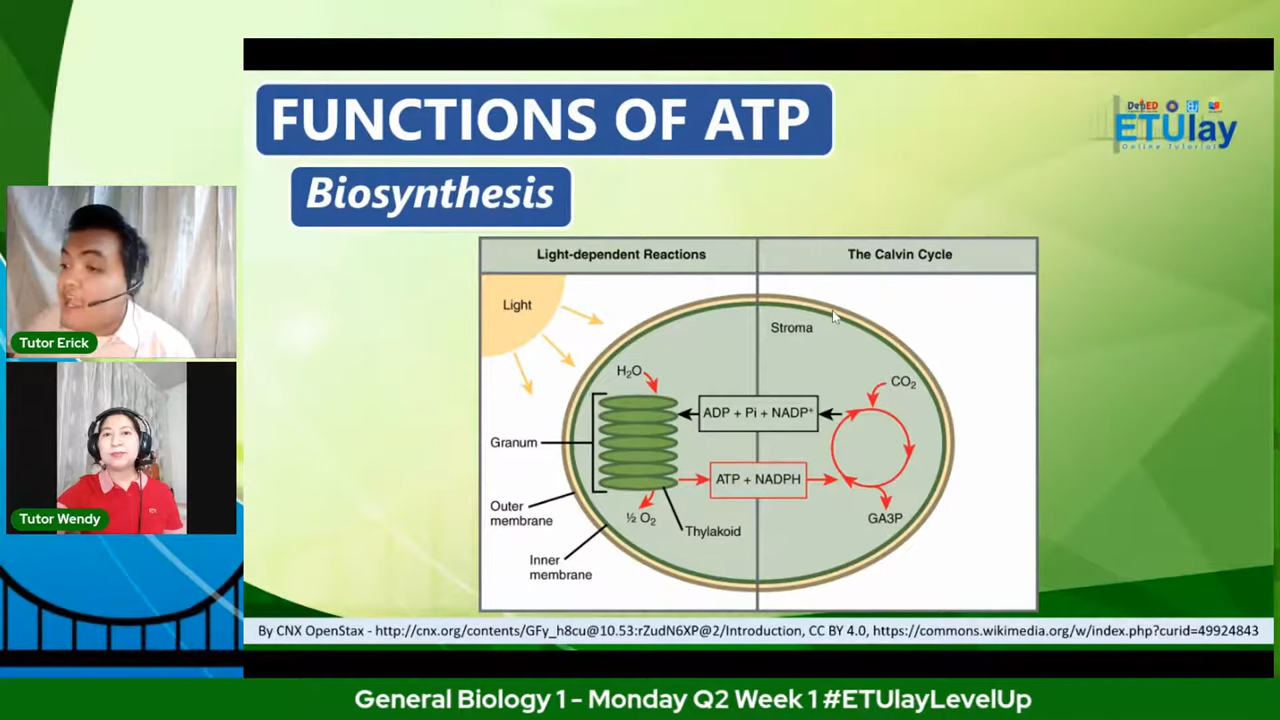 FUNCTIONS OF ATP
Biosynthesis
DepED
ETUlay
Online Tutorial
Tutor Erick
Tutor Wendy
Light-dependent Reactions
The Calvin Cycle
Light
Stroma
H₂O
CO₂
ADP + Pi + NADP⁺
Granum
ATP + NADPH
Outer
membrane
½ O₂
GA3P
Thylakoid
Inner
membrane
By CNX OpenStax - http://cnx.org/contents/GFy_h8cu@10.53:rZudN6XP@2/Introduction, CC BY 4.0, https://commons.wikimedia.org/w/index.php?curid=49924843
General Biology 1 - Monday Q2 Week 1 #ETUlayLevelUp